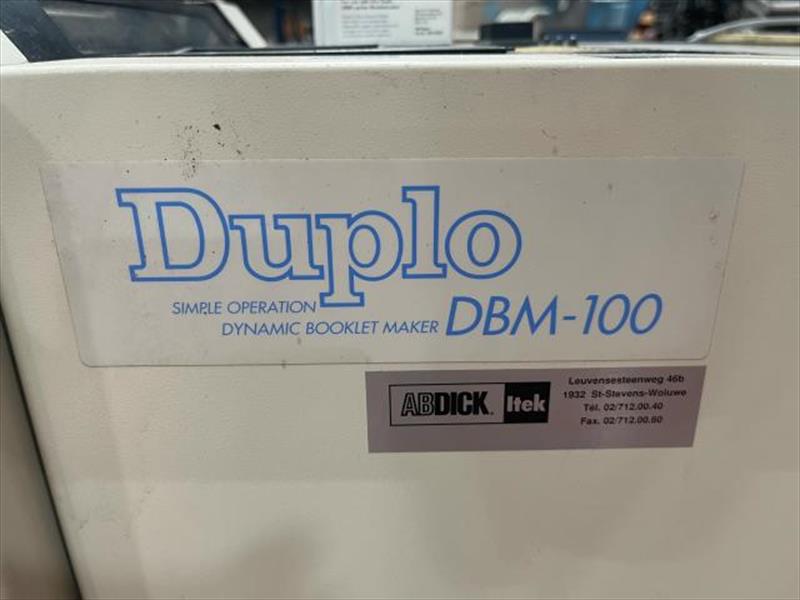 Duplo
SIMPLE OPERATION
DYNAMIC BOOKLET MAKER DBM-100
ABDICK Itek
Leuvensesteenweg 46b
1932 St-Stevens-Woluwe
Tél. 02/712.00.40
Fax. 02/712.00.60